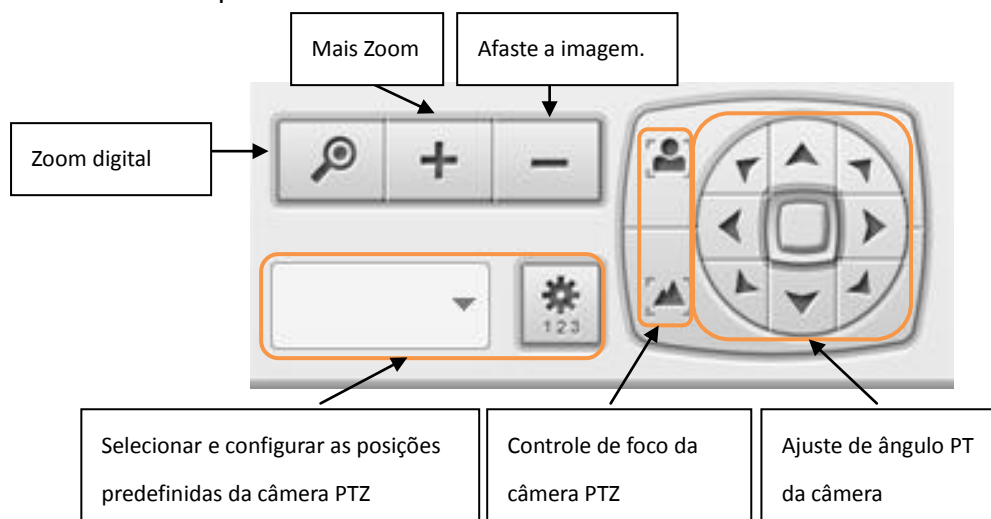 Mais Zoom
Afaste a imagem.
Zoom digital
123
Selecionar e configurar as posições
predefinidas da câmera PTZ
Controle de foco da
câmera PTZ
Ajuste de ângulo PT
da câmera